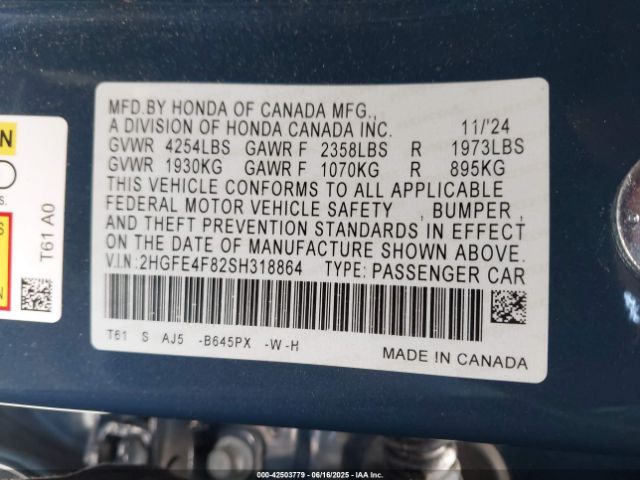 MFD.BY HONDA OF CANADA MFG.,
A DIVISION OF HONDA CANADA INC. 11/'24
GVWR 4254LBS GAWR F 2358LBS R 1973LBS
GVWR 1930KG GAWR F 1070KG R 895KG
THIS VEHICLE CONFORMS TO ALL APPLICABLE
FEDERAL MOTOR VEHICLE SAFETY , BUMPER ,
AND THEFT PREVENTION STANDARDS IN EFFECT
ON THE DATE OF MANUFACTURE SHOWN ABOVE.
V.I.N: 2HGFE4F82SH318864 TYPE: PASSENGER CAR
T61 S AJ5 -B645PX -W-H
MADE IN CANADA
T61 A0
000-42503779 - 06/16/2025 - IAA Inc.